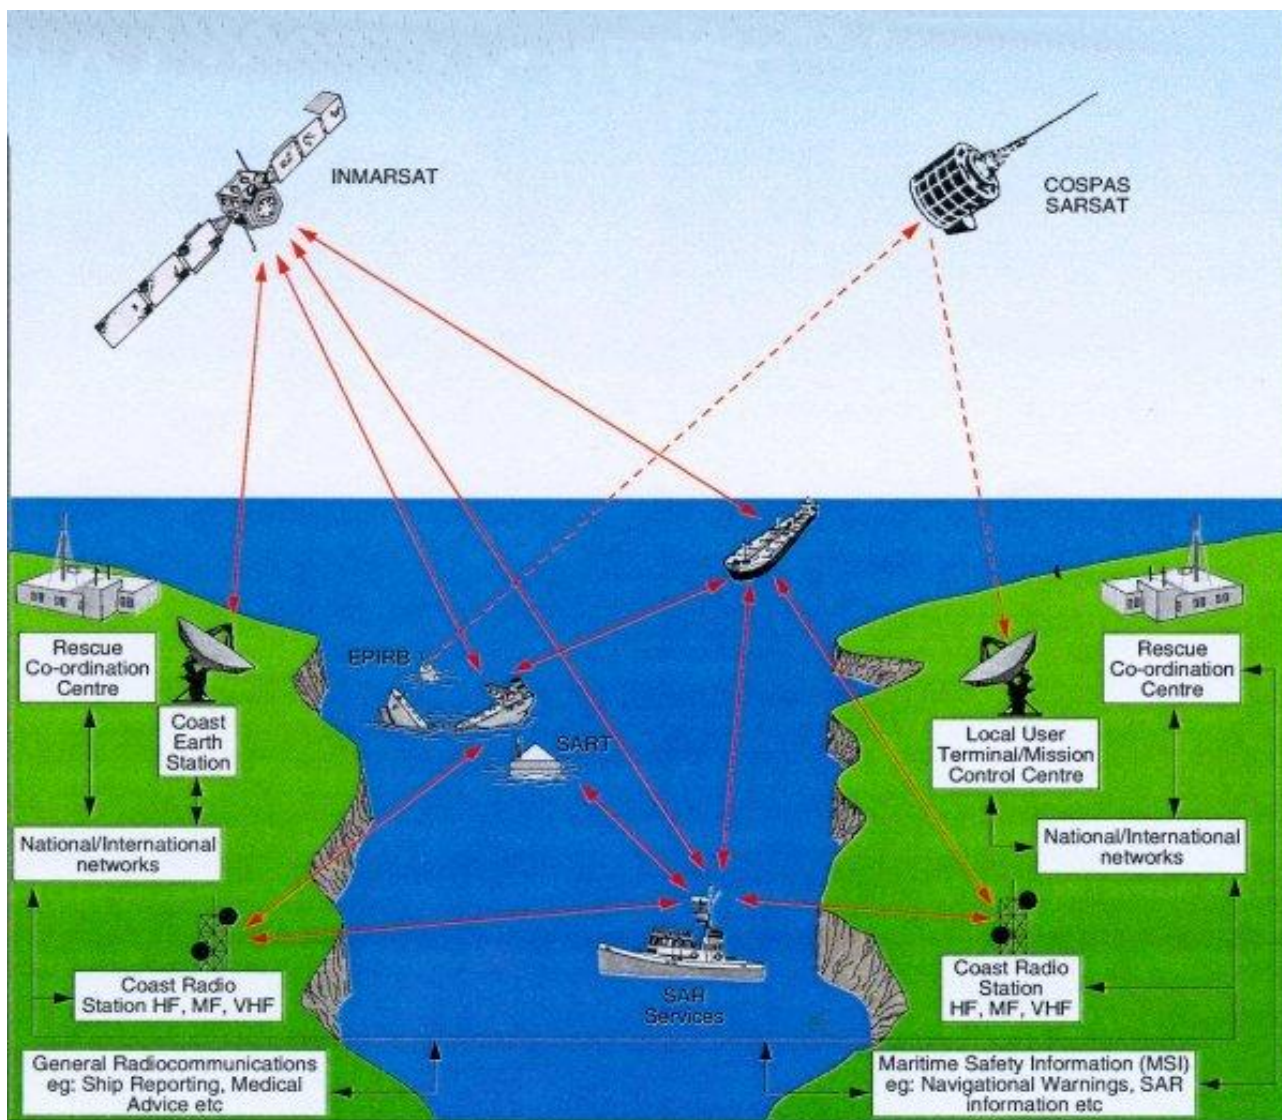 INMARSAT
COSPAS
SARSAT
Rescue
Co-ordination
Centre
Coast
Earth
Station
National/International
networks
EPIRB
SART
Rescue
Co-ordination
Centre
Local User
Terminal/Mission
Control Centre
National/International
networks
Coast Radio
Station HF, MF, VHF
SAR
Services
Coast Radio
Station
HF, MF, VHF
General Radiocommunications
eg: Ship Reporting, Medical
Advice etc
Maritime Safety Information (MSI)
eg: Navigational Warnings, SAR
information etc